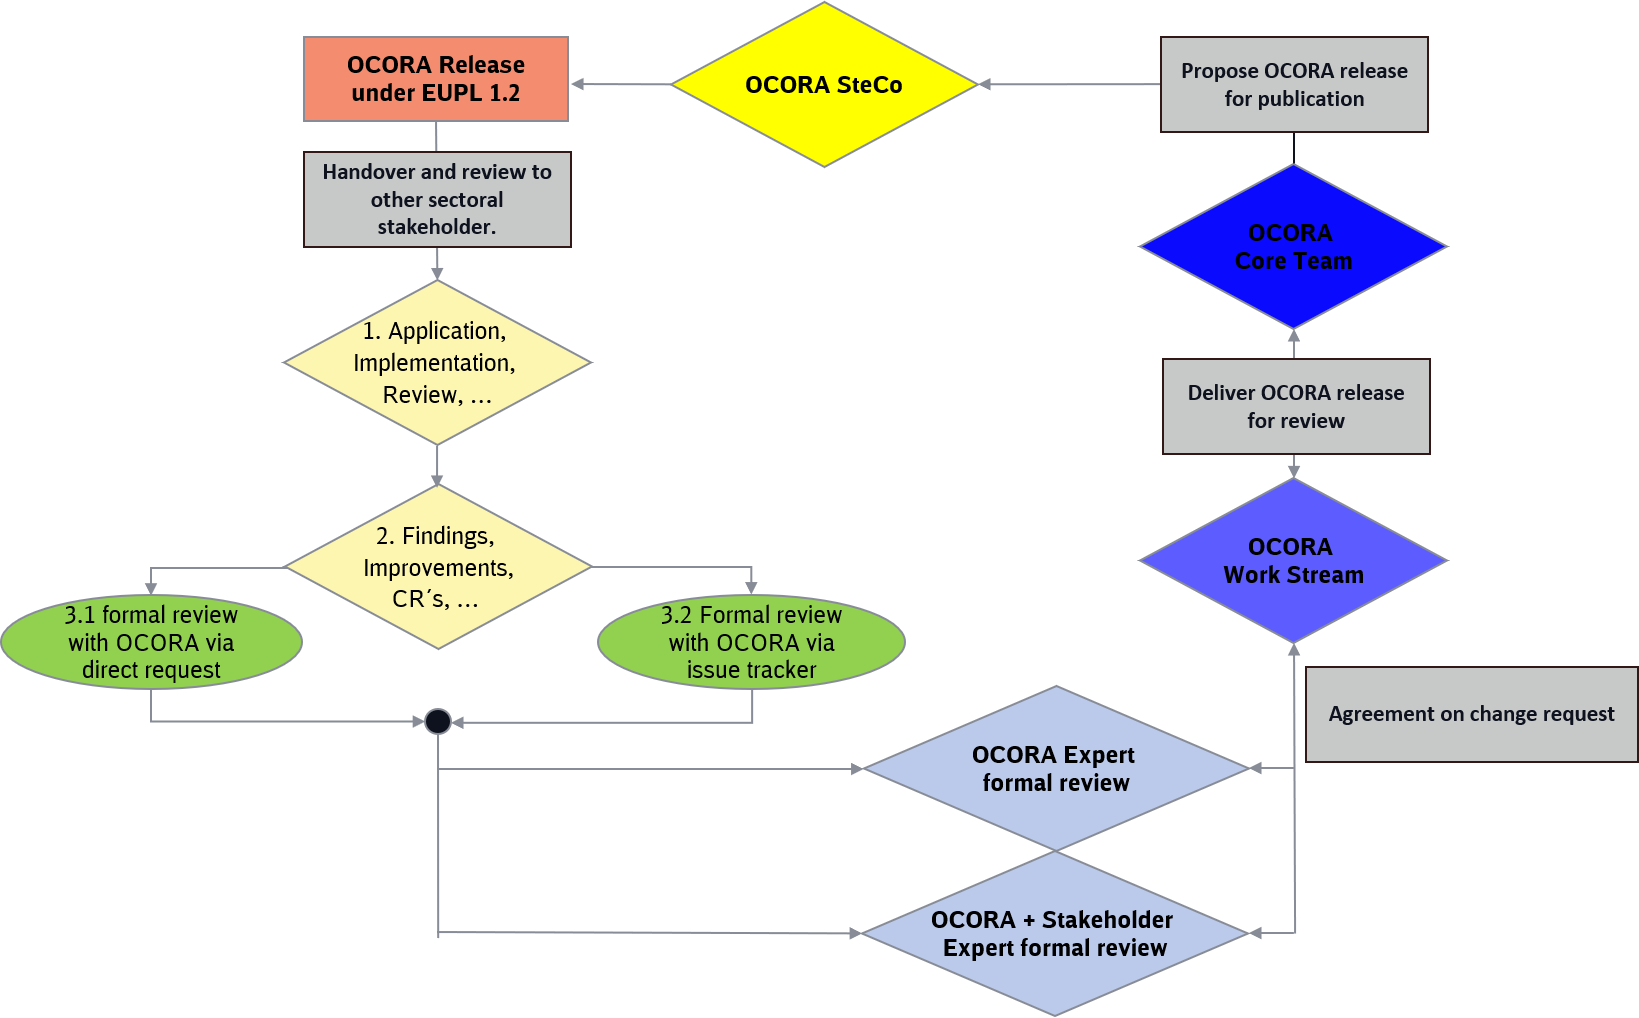 OCORA Release
under EUPL 1.2
OCORA SteCo
Propose OCORA release
for publication
Handover and review to
other sectoral
stakeholder.
OCORA
Core Team
1. Application,
Implementation,
Review, ...
Deliver OCORA release
for review
2. Findings,
Improvements,
CR´s, ...
OCORA
Work Stream
3.1 formal review
with OCORA via
direct request
3.2 Formal review
with OCORA via
issue tracker
Agreement on change request
OCORA Expert
formal review
OCORA + Stakeholder
Expert formal review